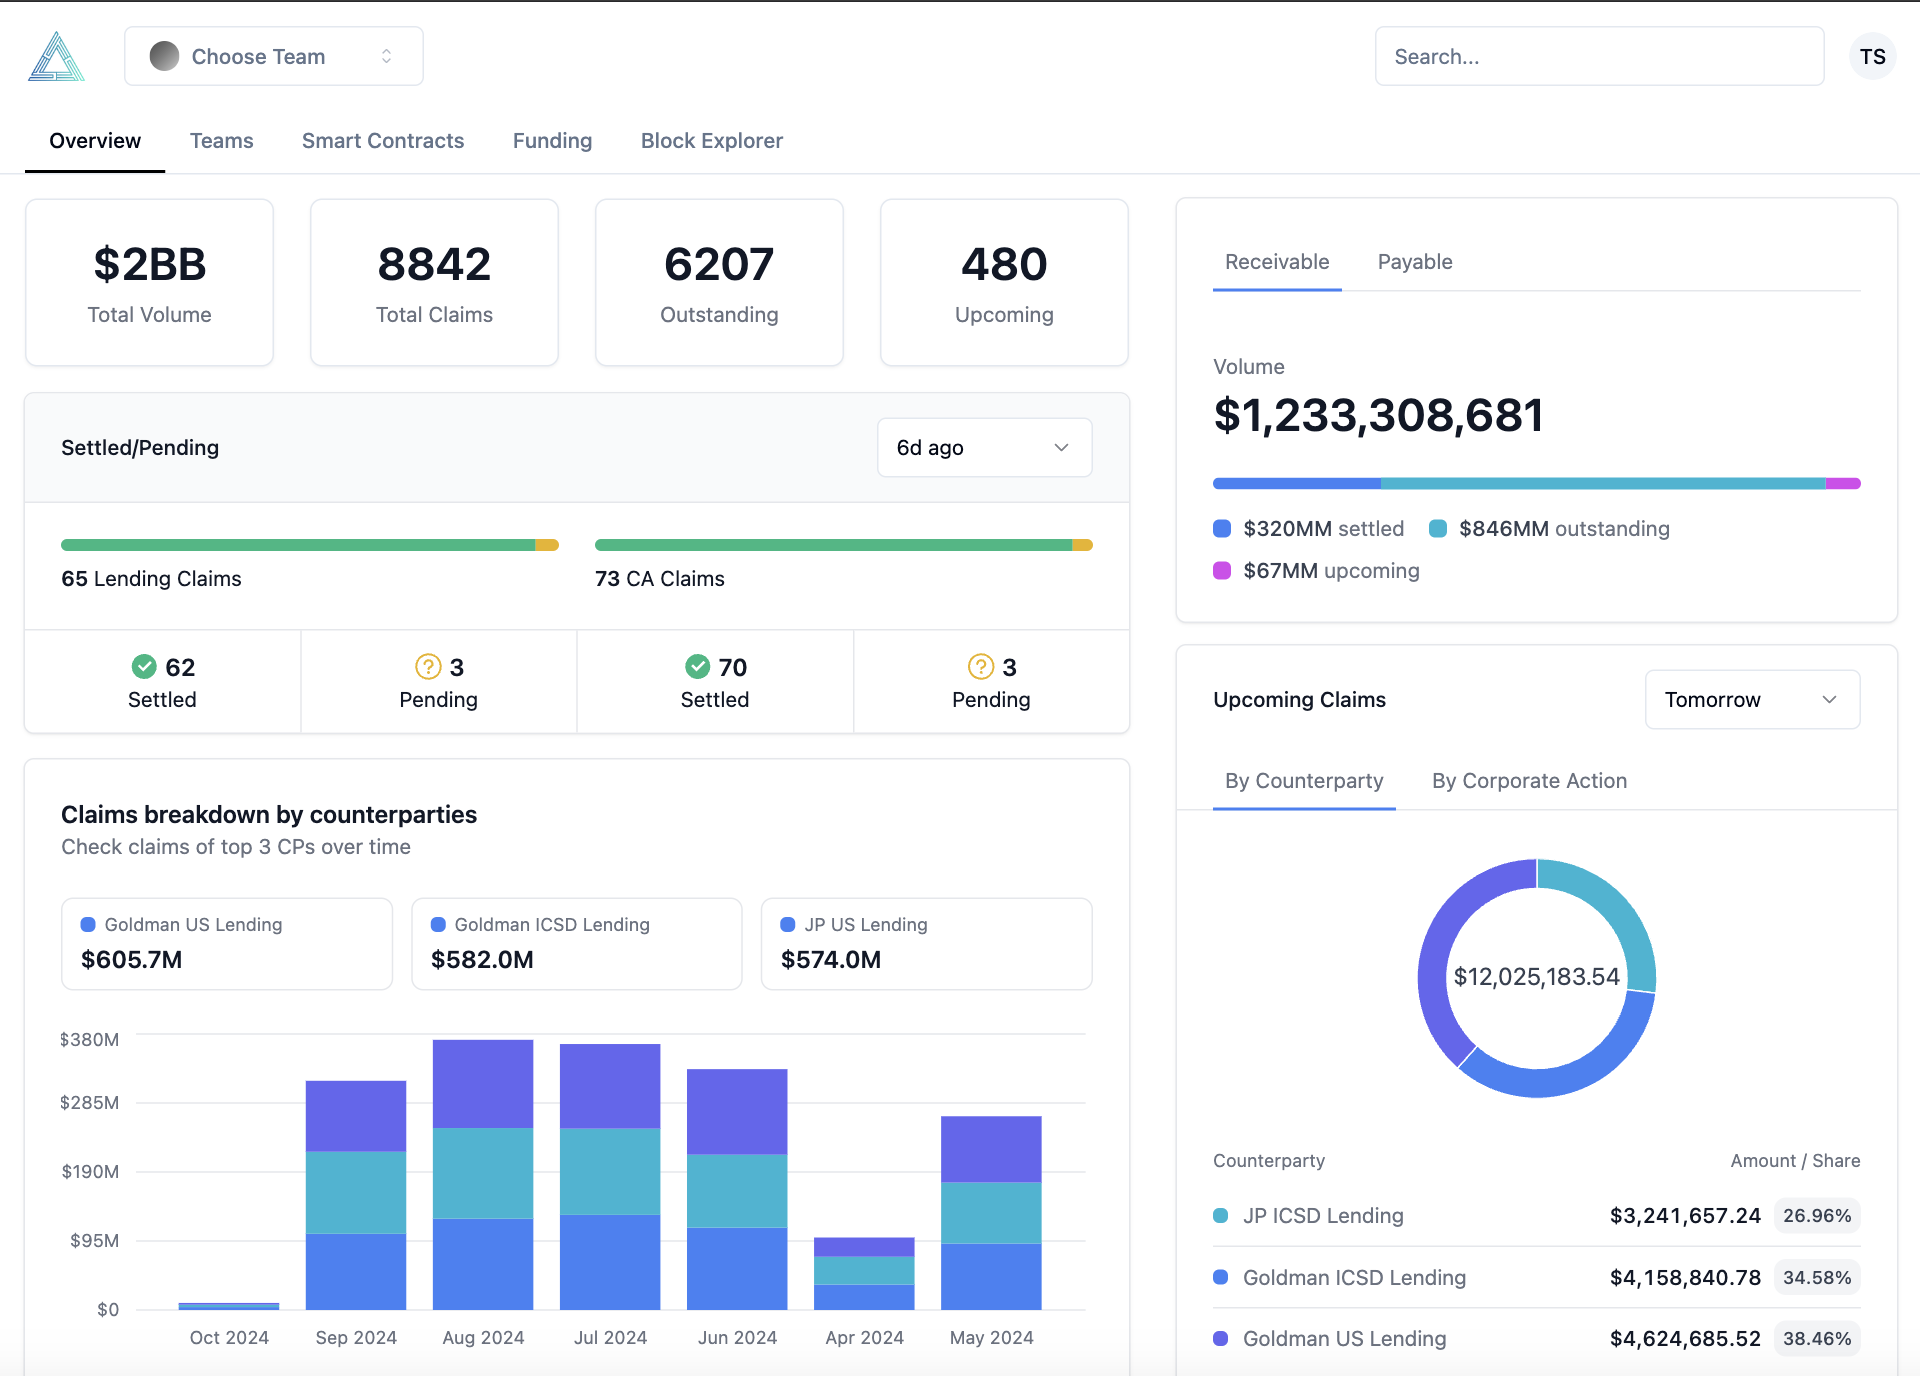 Choose Team
Search...
TS
Overview
Teams
Smart Contracts
Funding
Block Explorer
$2BB
Total Volume
8842
Total Claims
6207
Outstanding
480
Upcoming
Settled/Pending
6d ago
65 Lending Claims
73 CA Claims
62
Settled
3
Pending
70
Settled
3
Pending
Claims breakdown by counterparties
Check claims of top 3 CPs over time
Goldman US Lending
$605.7M
Goldman ICSD Lending
$582.0M
JP US Lending
$574.0M
$380M
$285M
$190M
$95M
$0
Oct 2024
Sep 2024
Aug 2024
Jul 2024
Jun 2024
Apr 2024
May 2024
Receivable
Payable
Volume
$1,233,308,681
$320MM settled
$846MM outstanding
$67MM upcoming
Upcoming Claims
Tomorrow
By Counterparty
By Corporate Action
$12,025,183.54
Counterparty
Amount / Share
JP ICSD Lending $3,241,657.24 26.96%
Goldman ICSD Lending $4,158,840.78 34.58%
Goldman US Lending $4,624,685.52 38.46%